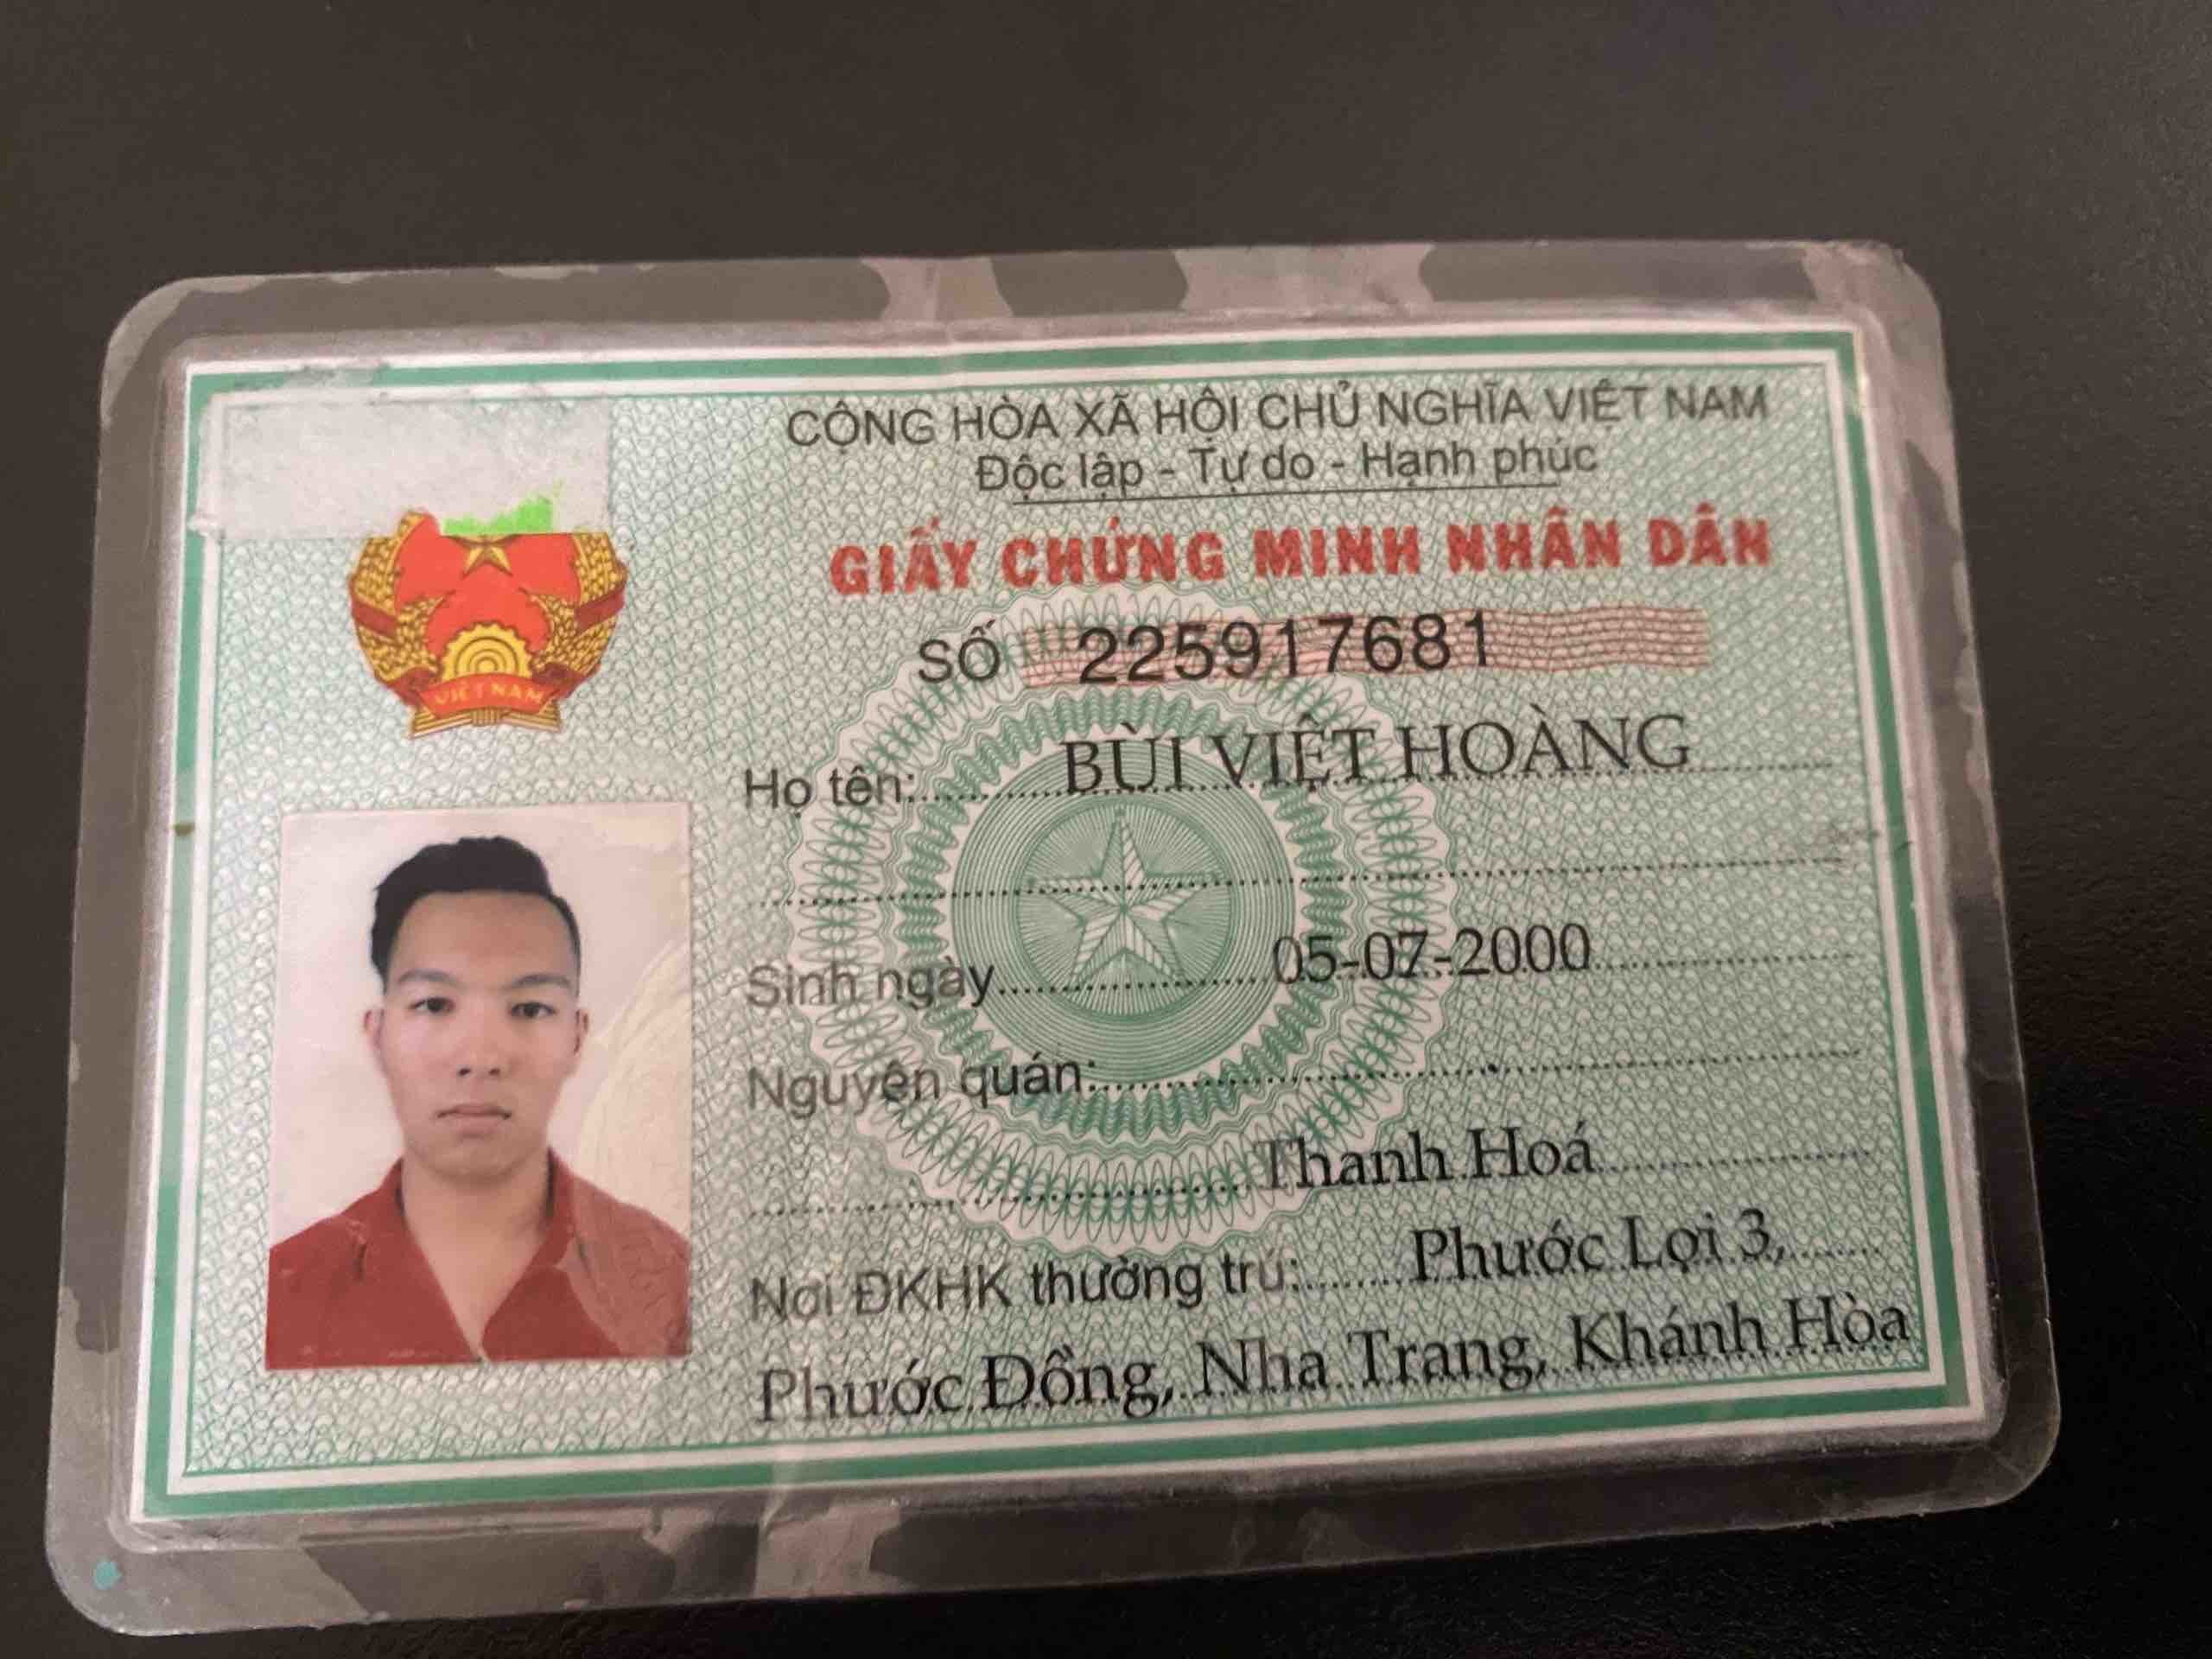 CỘNG HÒA XÃ HỘI CHỦ NGHĨA VIỆT NAM
Độc lập - Tự do - Hạnh phúc
GIẤY CHỨNG MINH NHÂN DÂN
SỐ 225917681
VIỆT NAM
Họ tên: BÙI VIỆT HOÀNG
Sinh ngày 05-07-2000
Nguyên quán:
Thanh Hoá
Nơi ĐKHK thường trú: Phước Lợi 3,
Phước Đồng, Nha Trang, Khánh Hòa